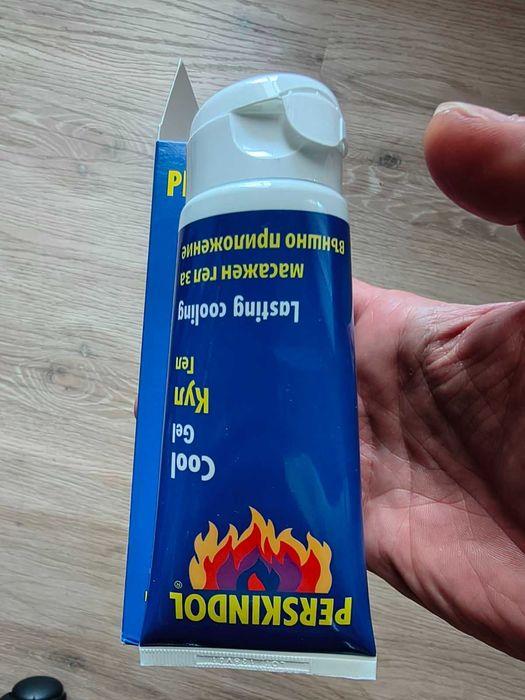 PERSKINDOL®
Cool
Gel
Кул
Гел
Lasting cooling
масажен гел за
външно приложение